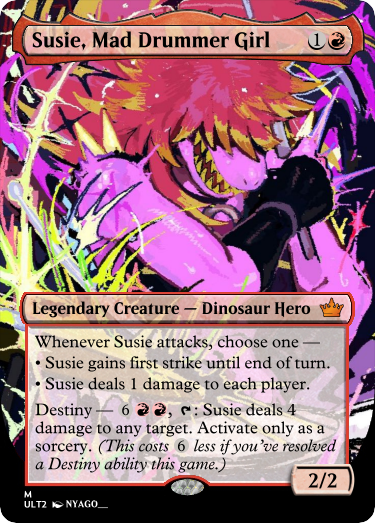 Susie, Mad Drummer Girl 1
Legendary Creature — Dinosaur Hero
Whenever Susie attacks, choose one —
• Susie gains first strike until end of turn.
• Susie deals 1 damage to each player.
Destiny — 6 , : Susie deals 4
damage to any target. Activate only as a
sorcery. (This costs 6 less if you've resolved
a Destiny ability this game.)
2/2
M
ULT2 NYAGO__